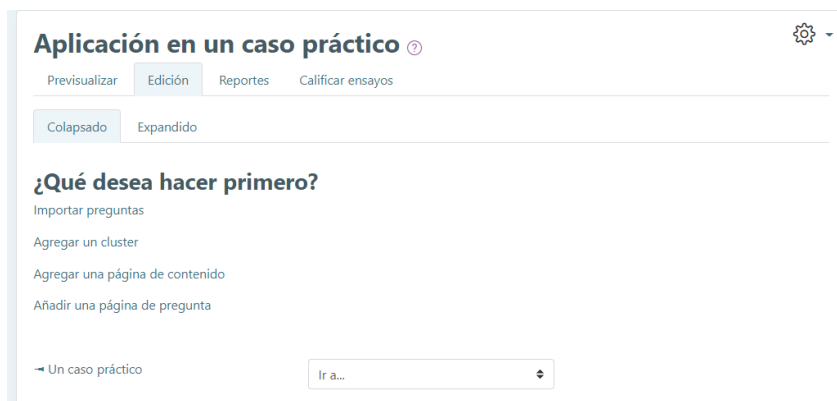 Aplicación en un caso práctico ?
Previsualizar Edición Reportes Calificar ensayos
Colapsado Expandido
¿Qué desea hacer primero?
Importar preguntas
Agregar un cluster
Agregar una página de contenido
Añadir una página de pregunta
Un caso práctico Ir a...